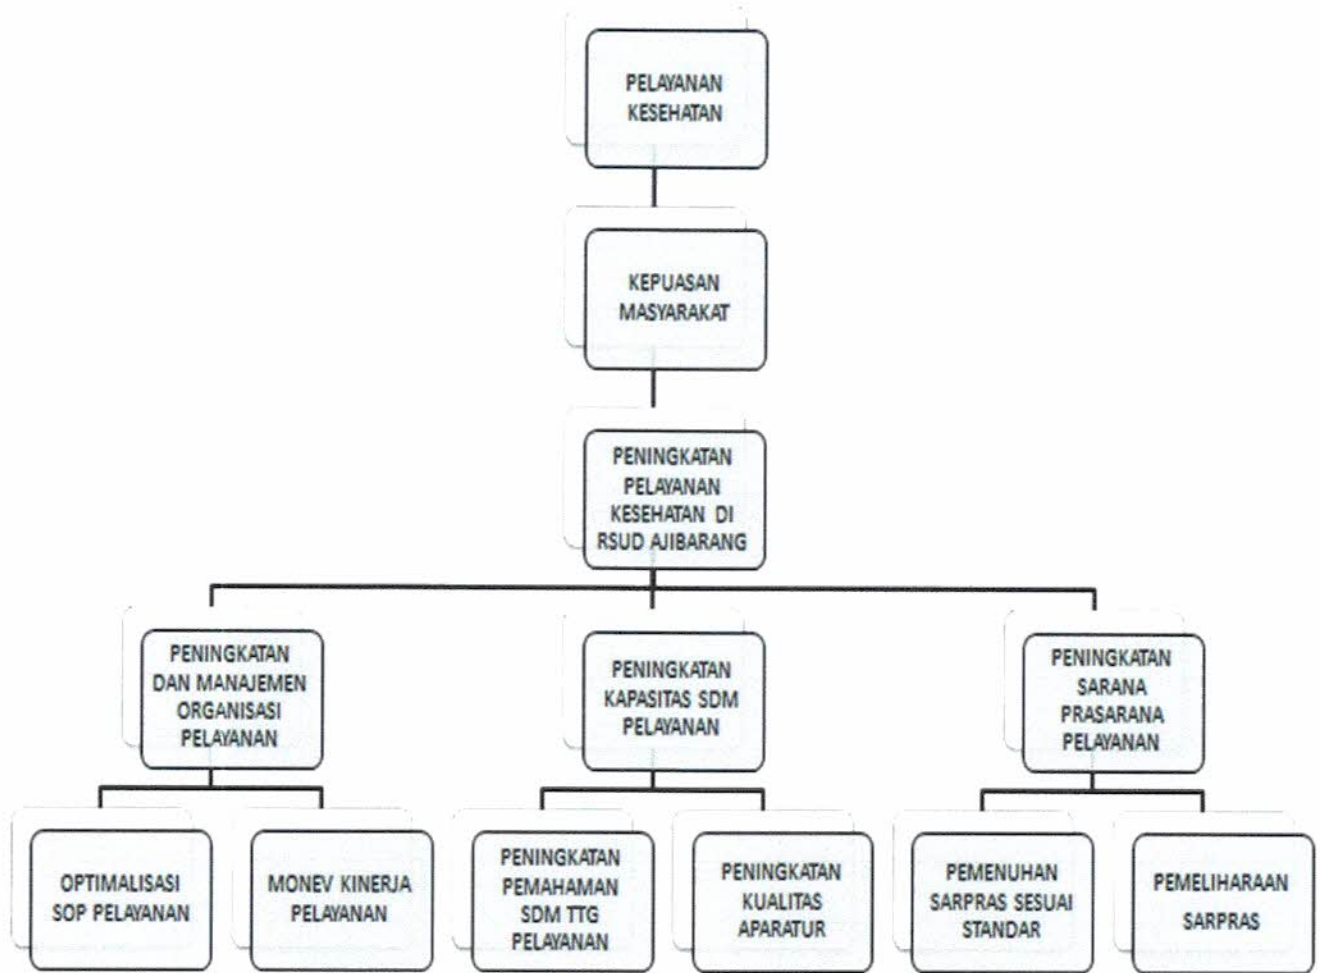 PELAYANAN
KESEHATAN
KEPUASAN
MASYARAKAT
PENINGKATAN
PELAYANAN
KESEHATAN DI
RSUD AJIBARANG
PENINGKATAN
DAN MANAJEMEN
ORGANISASI
PELAYANAN
PENINGKATAN
KAPASITAS SDM
PELAYANAN
PENINGKATAN
SARANA
PRASARANA
PELAYANAN
OPTIMALISASI
SOP PELAYANAN
MONEV KINERJA
PELAYANAN
PENINGKATAN
PEMAHAMAN
SDM TTG
PELAYANAN
PENINGKATAN
KUALITAS
APARATUR
PEMENUHAN
SARPRAS SESUAI
STANDAR
PEMELIHARAAN
SARPRAS